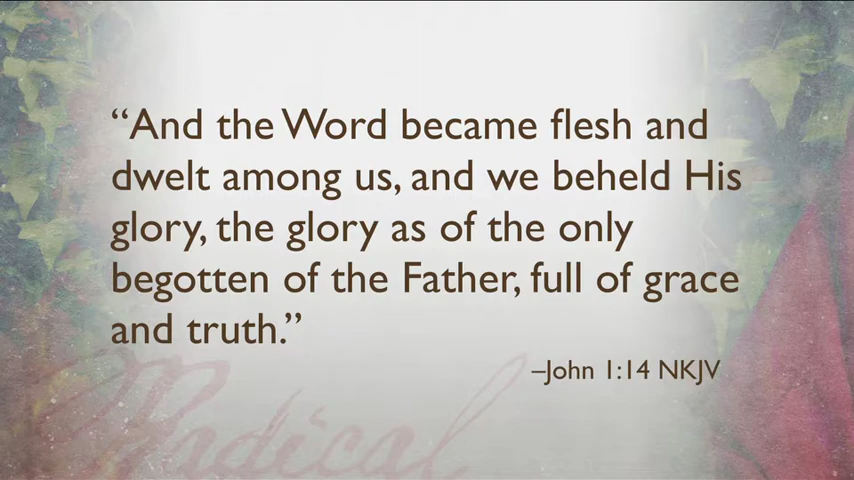 “And the Word became flesh and
dwelt among us, and we beheld His
glory, the glory as of the only
begotten of the Father, full of grace
and truth.”
–John 1:14 NKJV
Radical